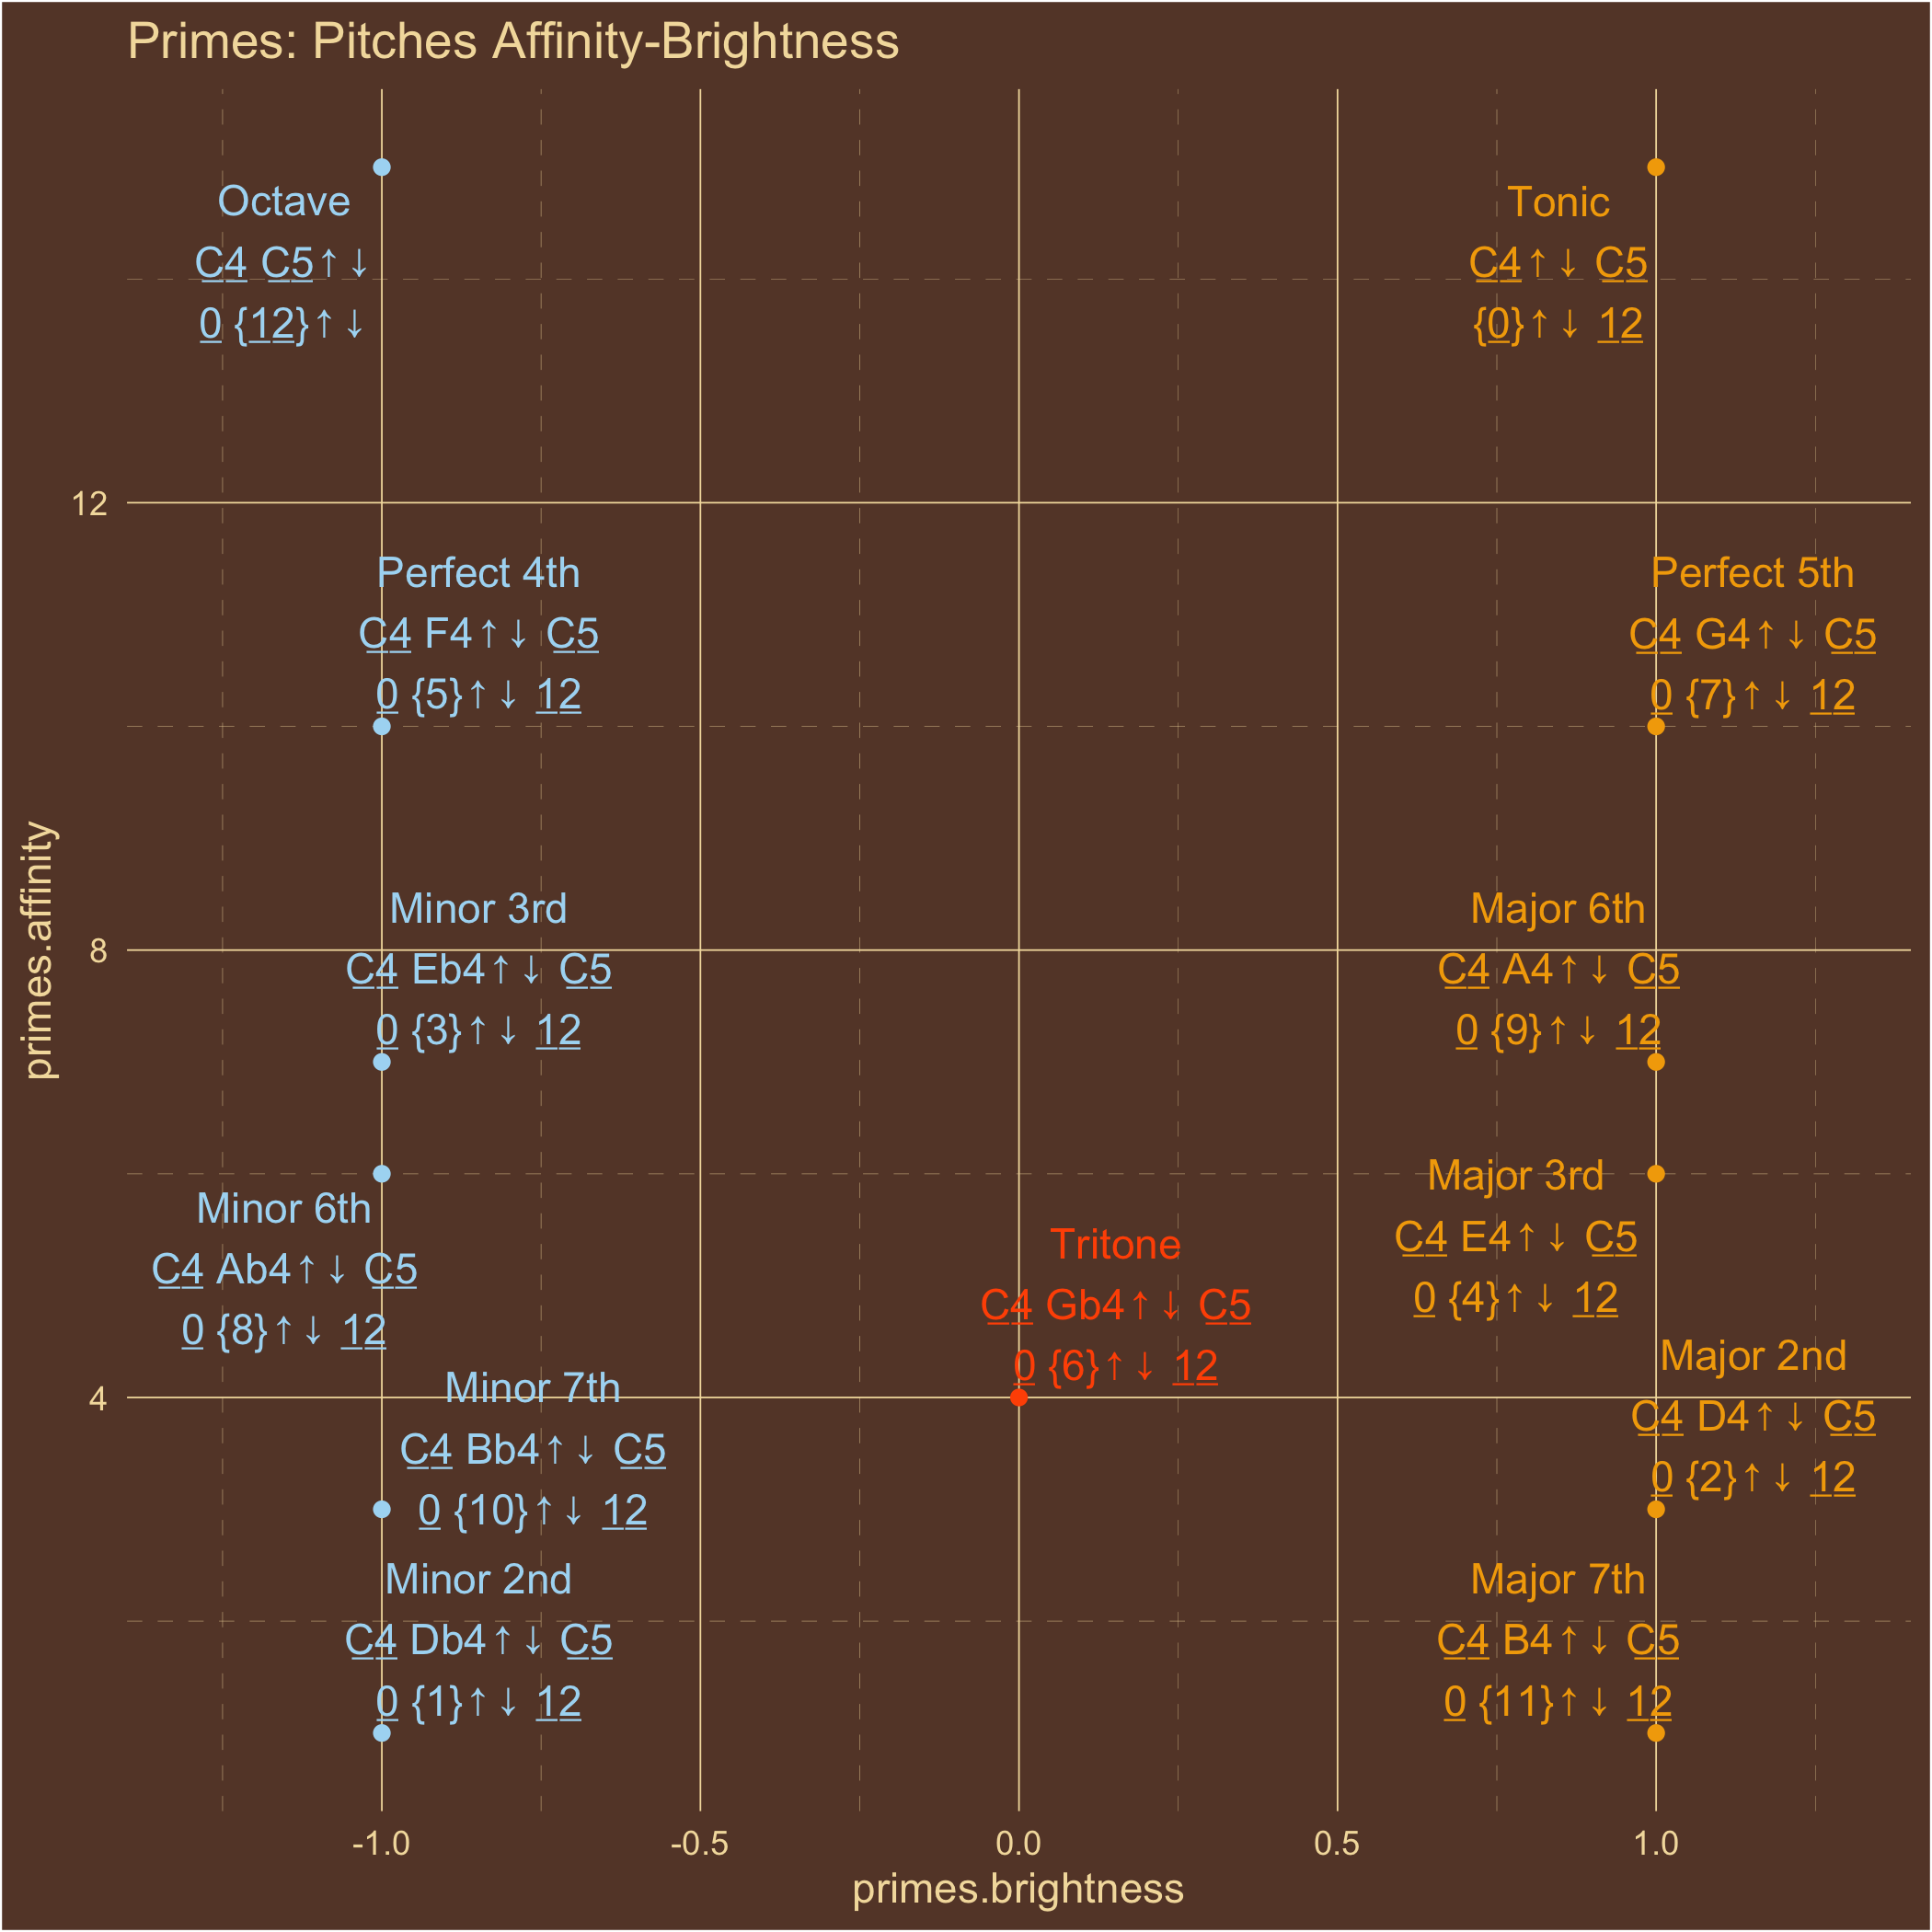 Primes: Pitches Affinity-Brightness
Octave
C4 C5↑↓
0 {12}↑↓
Tonic
C4↑↓ C5
{0}↑↓ 12
12
Perfect 4th
C4 F4↑↓ C5
0 {5}↑↓ 12
Perfect 5th
C4 G4↑↓ C5
0 {7}↑↓ 12
primes.affinity
8
Minor 3rd
C4 Eb4↑↓ C5
0 {3}↑↓ 12
Major 6th
C4 A4↑↓ C5
0 {9}↑↓ 12
Minor 6th
C4 Ab4↑↓ C5
0 {8}↑↓ 12
Tritone
C4 Gb4↑↓ C5
0 {6}↑↓ 12
Major 3rd
C4 E4↑↓ C5
0 {4}↑↓ 12
4
Minor 7th
C4 Bb4↑↓ C5
0 {10}↑↓ 12
Major 2nd
C4 D4↑↓ C5
0 {2}↑↓ 12
Minor 2nd
C4 Db4↑↓ C5
0 {1}↑↓ 12
Major 7th
C4 B4↑↓ C5
0 {11}↑↓ 12
-1.0 -0.5 0.0 0.5 1.0
primes.brightness